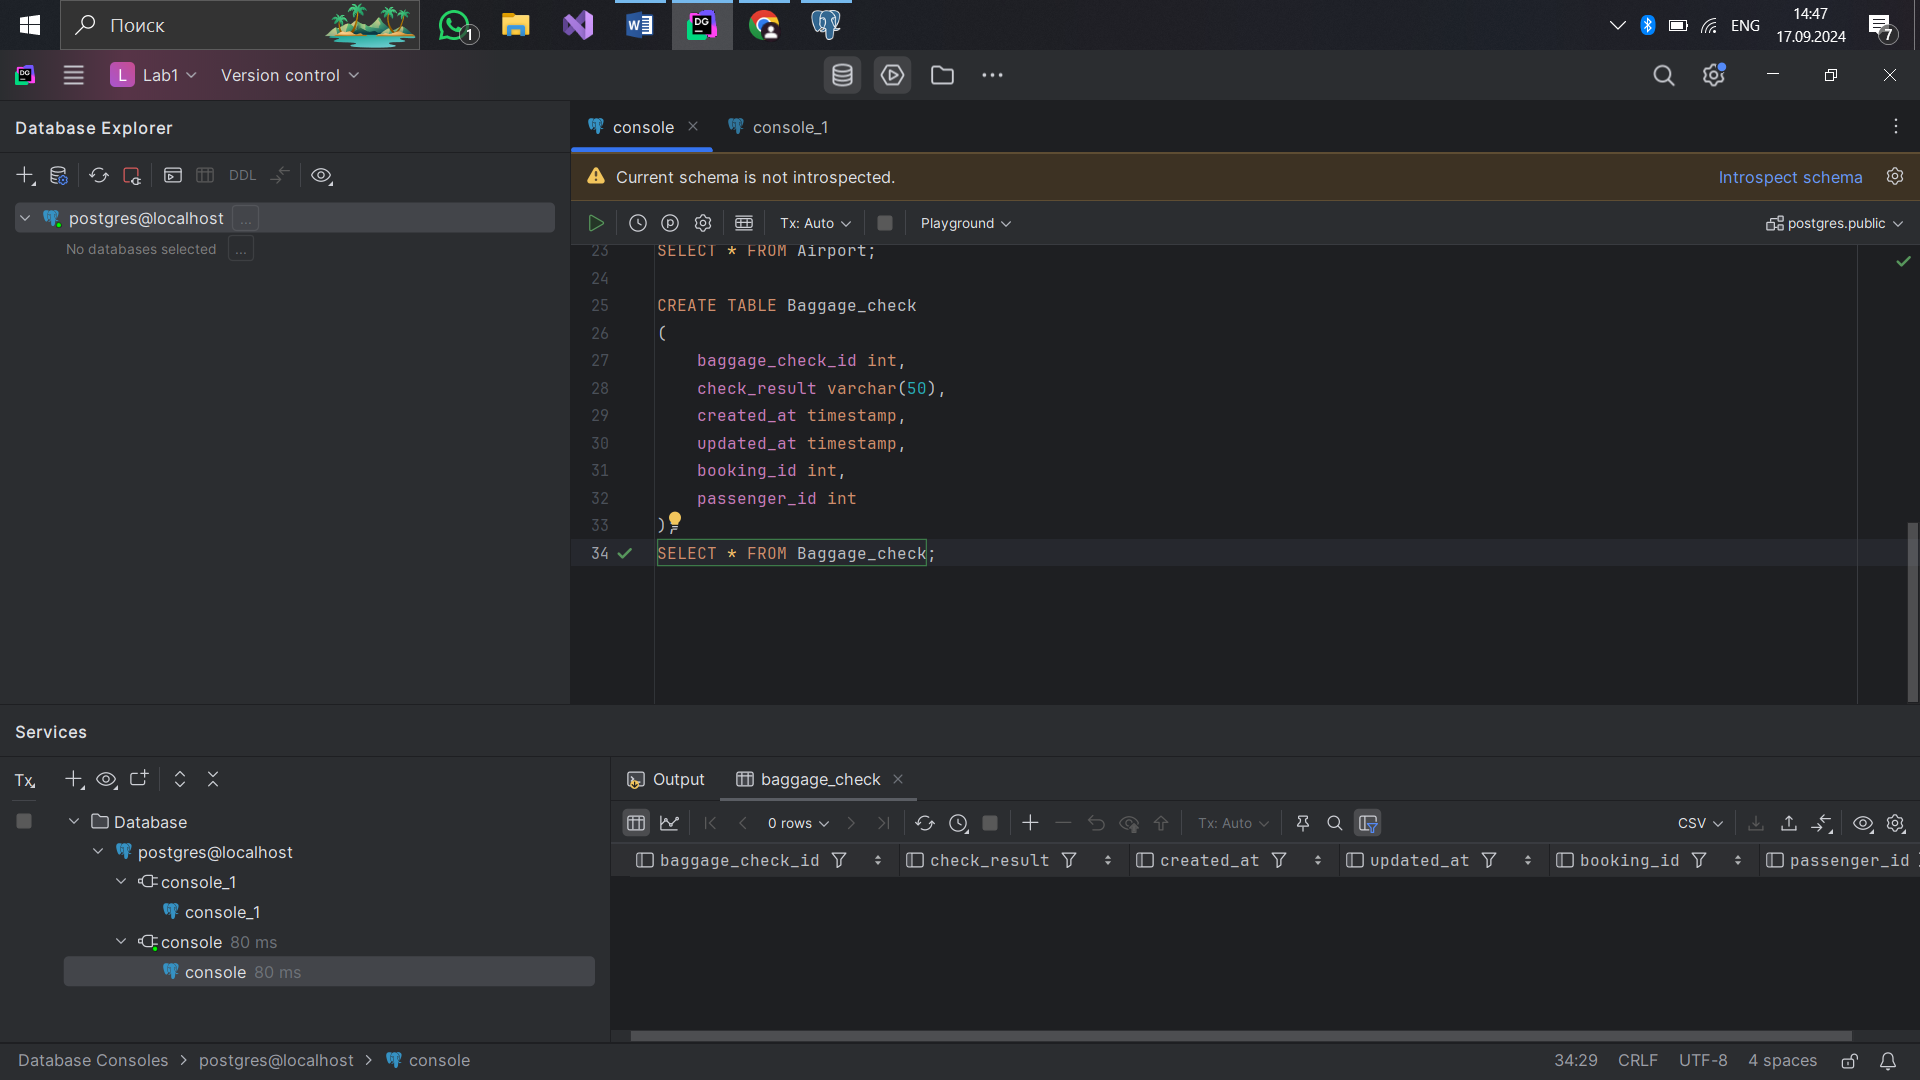 Поиск
1
ENG
14:47
17.09.2024
7
L Lab1
Version control
Database Explorer
console
console_1
DDL
Current schema is not introspected.
Introspect schema
postgres@localhost ...
No databases selected ...
Tx: Auto
Playground
postgres.public
23 SELECT * FROM Airport;
24
25 CREATE TABLE Baggage_check
26 (
27 baggage_check_id int,
28 check_result varchar(50),
29 created_at timestamp,
30 updated_at timestamp,
31 booking_id int,
32 passenger_id int
33 );
34 SELECT * FROM Baggage_check;
Services
Tx
Output
baggage_check
Database
postgres@localhost
console_1
console_1
console 80 ms
console 80 ms
0 rows
Tx: Auto
CSV
baggage_check_id
check_result
created_at
updated_at
booking_id
passenger_id
Database Consoles > postgres@localhost > console
34:29
CRLF
UTF-8
4 spaces